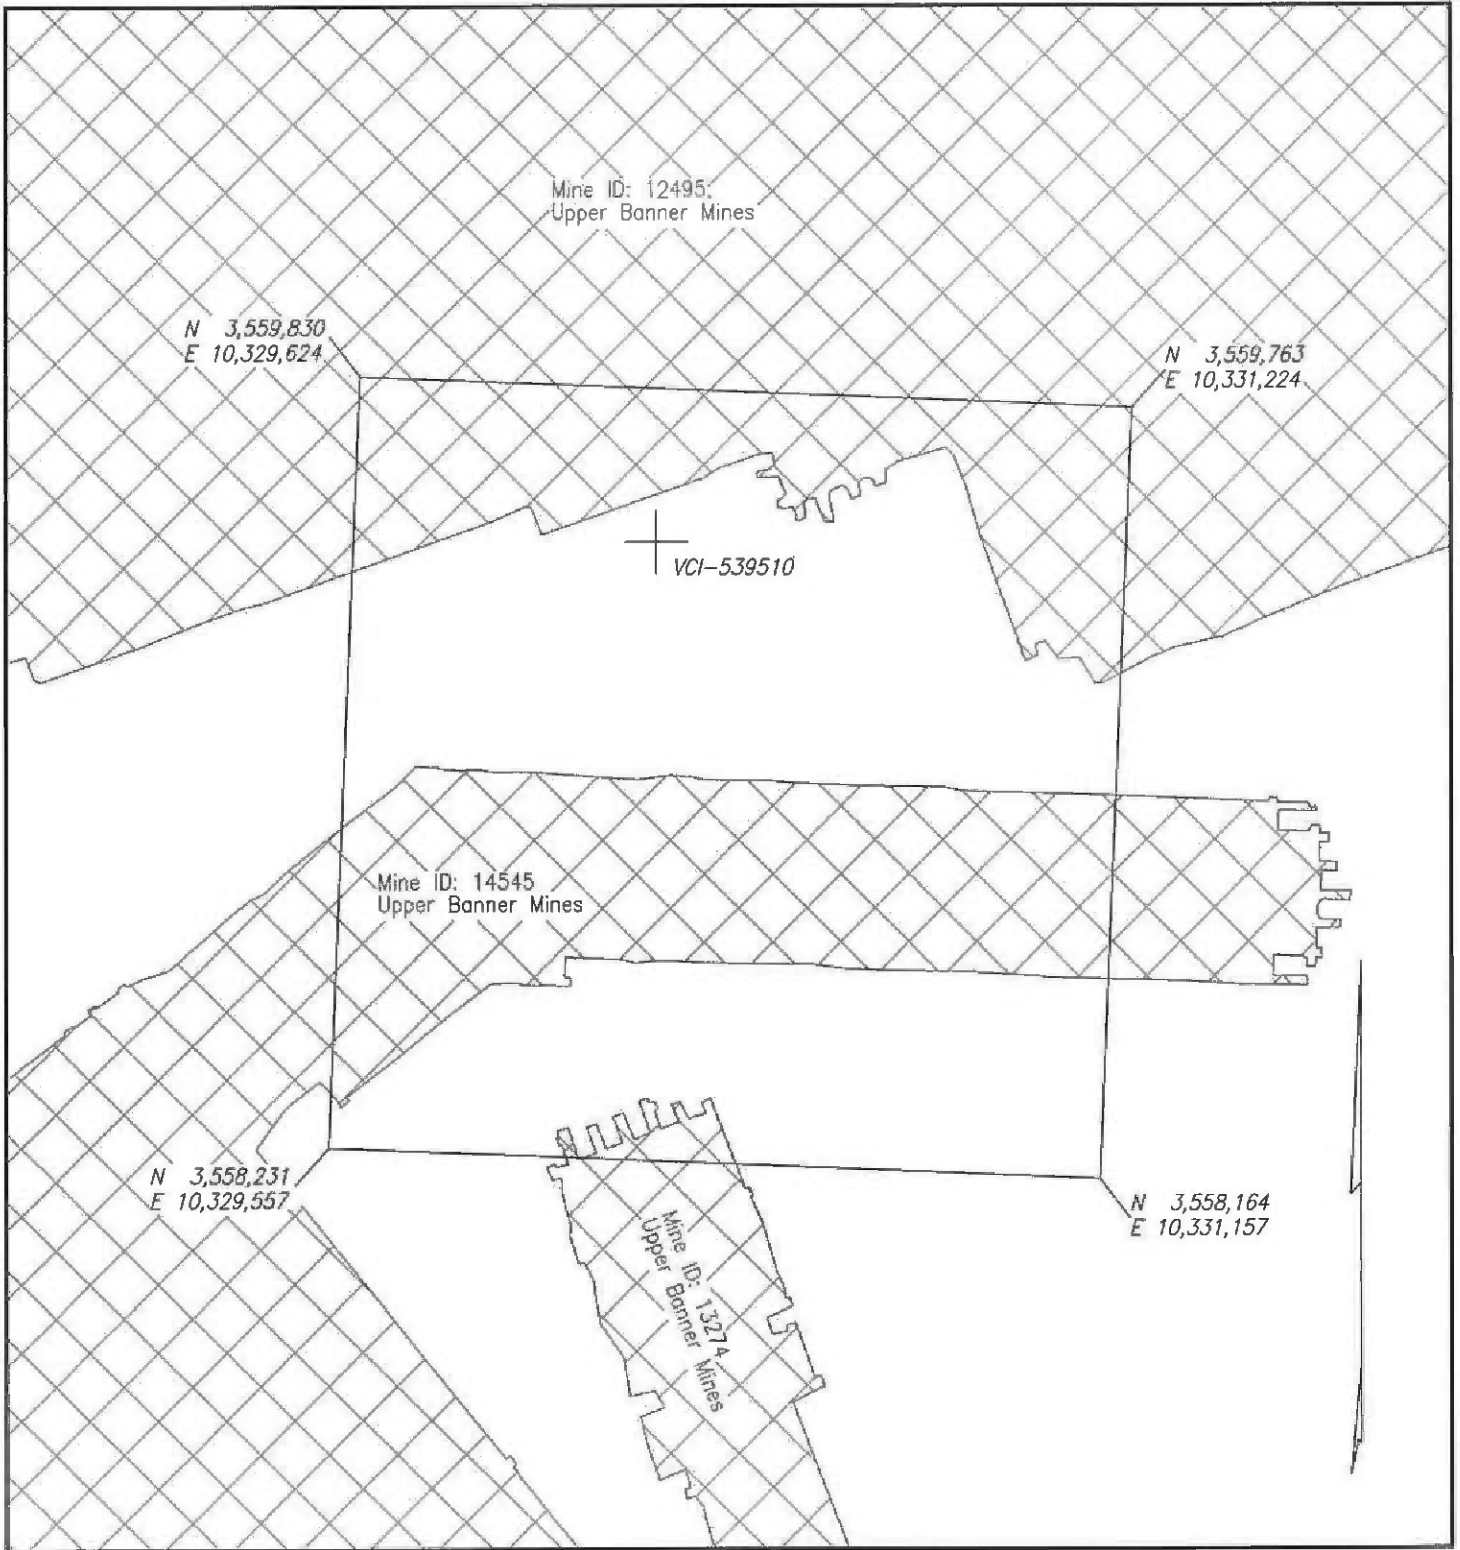 Mine ID: 12495
Upper Banner Mines
N 3,559,830
E 10,329,624
N 3,559,763
E 10,331,224
VCI-539510
Mine ID: 14545
Upper Banner Mines
N 3,558,231
E 10,329,557
N 3,558,164
E 10,331,157
Mine ID: 13274
Upper Banner Mines